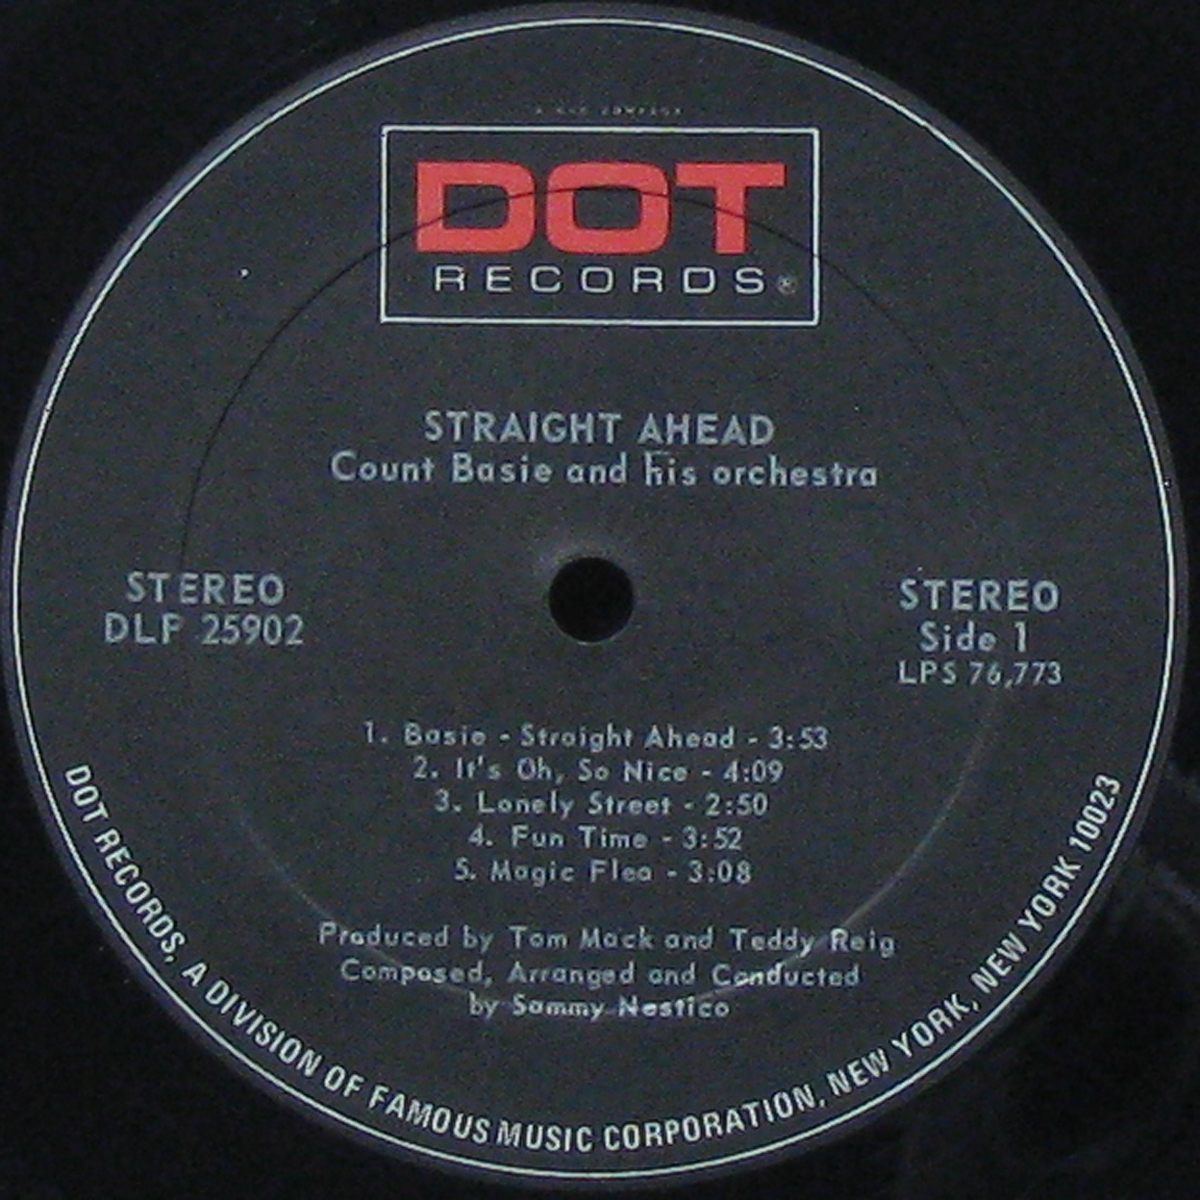 DOT
RECORDS®
STRAIGHT AHEAD
Count Basie and his orchestra
STEREO
DLP 25902
STEREO
Side 1
LPS 76,773
1. Basie - Straight Ahead - 3:53
2. It's Oh, So Nice - 4:09
3. Lonely Street - 2:50
4. Fun Time - 3:52
5. Magic Flea - 3:08
Produced by Tom Mack and Teddy Reig
Composed, Arranged and Conducted
by Sammy Nestico
DOT RECORDS, A DIVISION OF FAMOUS MUSIC CORPORATION, NEW YORK, NEW YORK 10023